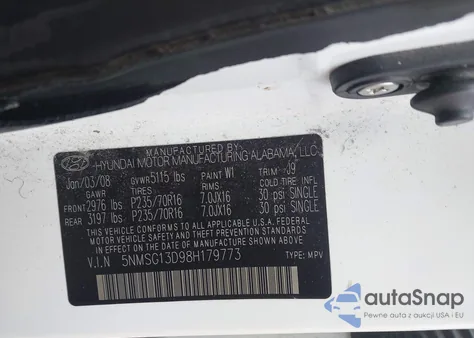 MANUFACTURED BY
HYUNDAI MOTOR MANUFACTURING ALABAMA, LLC
Jan/03/08 GVWR 5115 lbs PAINT W1 TRIM J9
GAWR TIRES RIMS COLD TIRE INFLATION
FRONT 2976 lbs P235/70R16 7.0JX16 30 psi SINGLE
REAR 3197 lbs P235/70R16 7.0JX16 30 psi SINGLE
THIS VEHICLE CONFORMS TO ALL APPLICABLE U.S.A. FEDERAL
MOTOR VEHICLE SAFETY AND THEFT PREVENTION STANDARDS
IN EFFECT ON THE DATE OF MANUFACTURE SHOWN ABOVE.
V.I.N 5NMSG13D98H179773 TYPE: MPV
autaSnap
Pewne auta z aukcji USA i EU